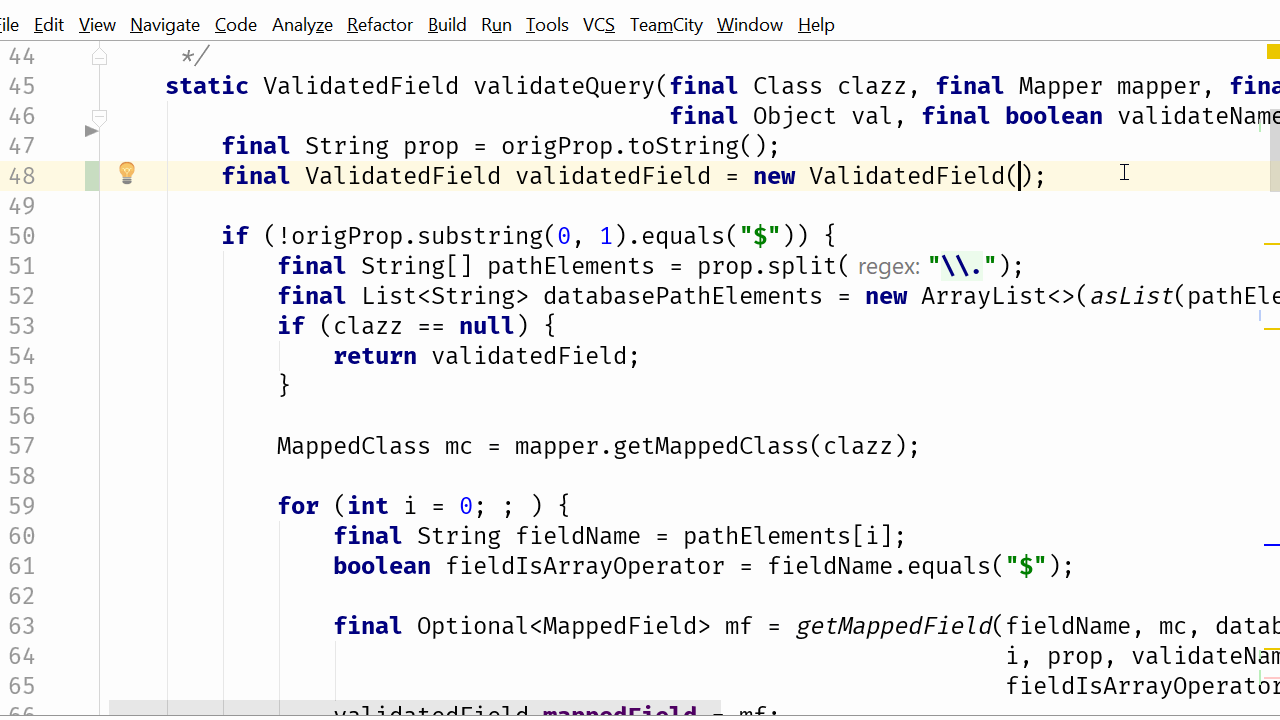 ile Edit View Navigate Code Analyze Refactor Build Run Tools VCS TeamCity Window Help
44 */
45 static ValidatedField validateQuery(final Class clazz, final Mapper mapper, fina
46 final Object val, final boolean validateName
47 final String prop = origProp.toString();
48 final ValidatedField validatedField = new ValidatedField();
49
50 if (!origProp.substring(0, 1).equals("$")) {
51 final String[] pathElements = prop.split( regex: "\\.");
52 final List<String> databasePathElements = new ArrayList<>(asList(pathEle
53 if (clazz == null) {
54 return validatedField;
55 }
56
57 MappedClass mc = mapper.getMappedClass(clazz);
58
59 for (int i = 0; ; ) {
60 final String fieldName = pathElements[i];
61 boolean fieldIsArrayOperator = fieldName.equals("$");
62
63 final Optional<MappedField> mf = getMappedField(fieldName, mc, datab
64 i, prop, validateNam
65 fieldIsArrayOperator
66 validatedField.mappedField = mf;